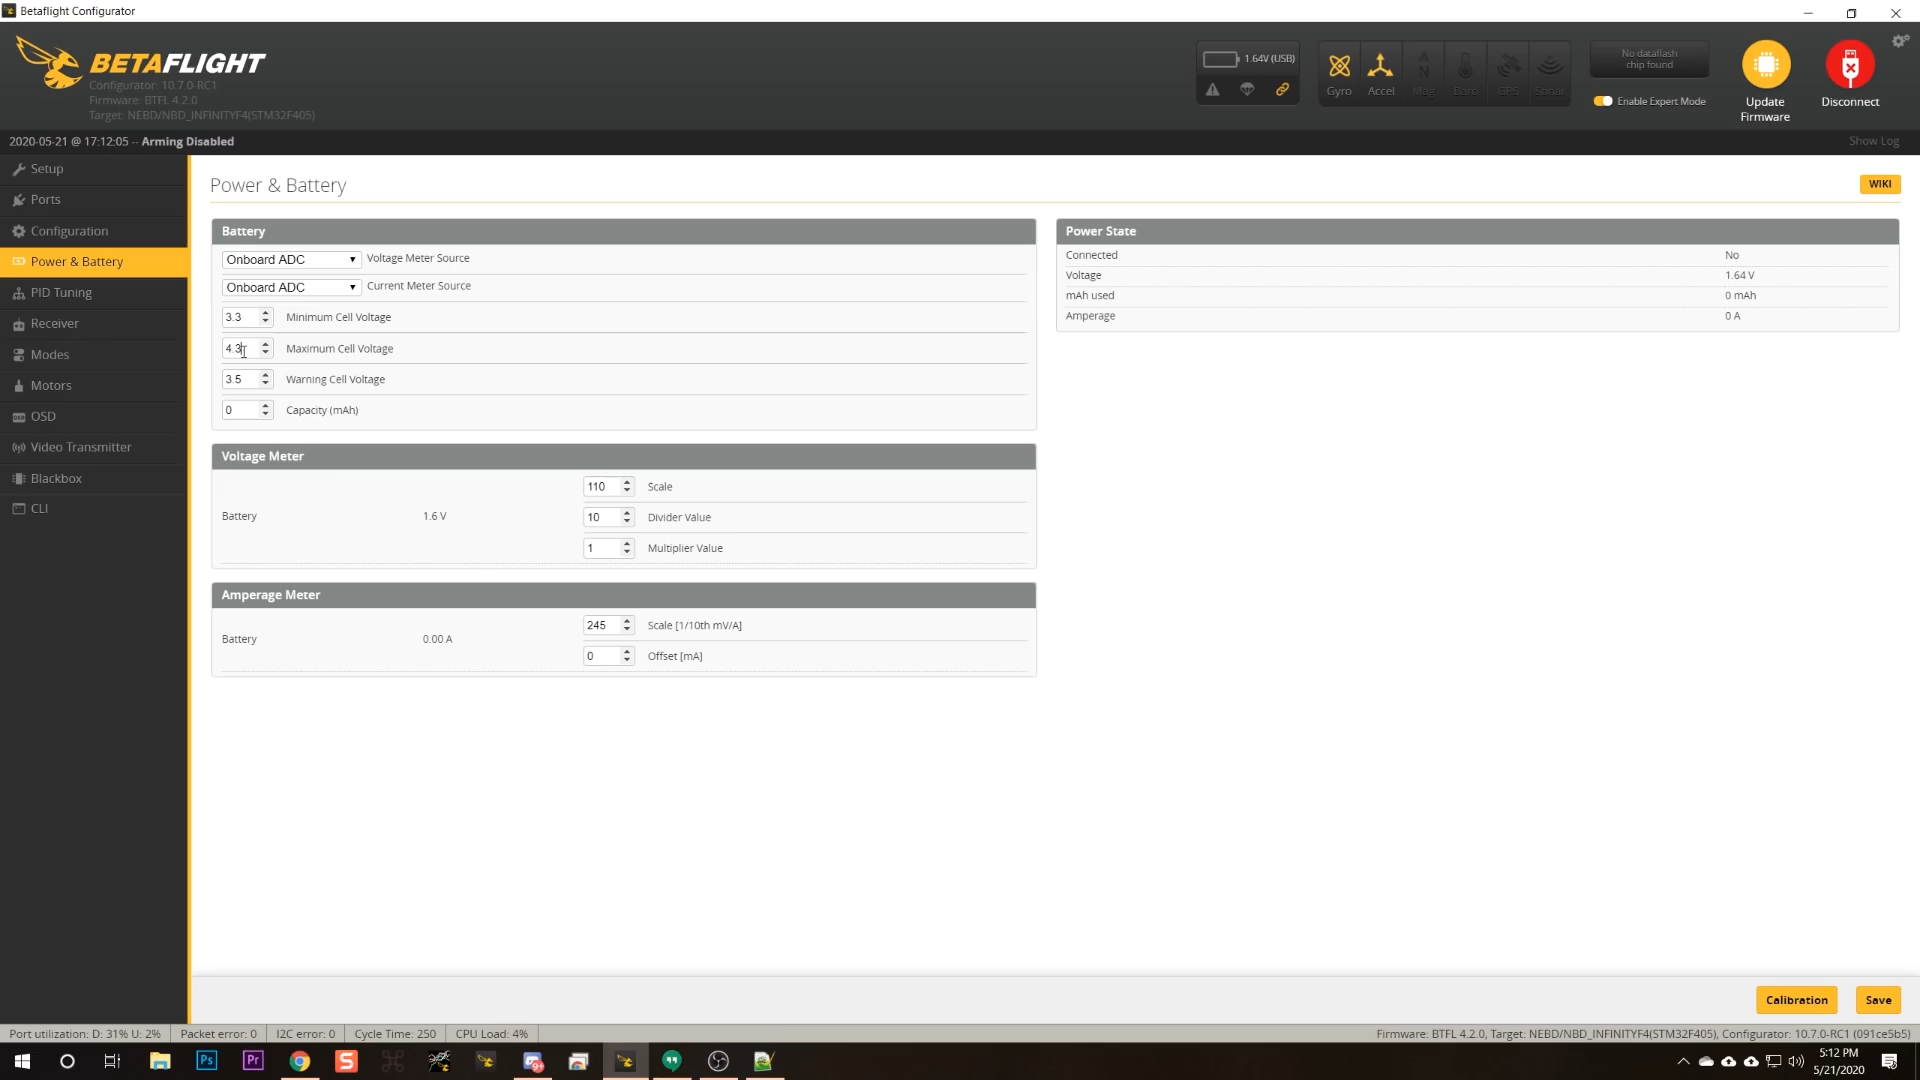 Betaflight Configurator
BETAFLIGHT
Configurator: 10.7.0-RC1
Firmware: BTFL 4.2.0
Target: NEBD/NBD_INFINITYF4(STM32F405)
1.64V (USB)
Gyro
Accel
Mag
Baro
GPS
Sonar
No dataflash
chip found
Enable Expert Mode
Update
Firmware
Disconnect
2020-05-21 @ 17:12:05 -- Arming Disabled
Show Log
Setup
Ports
Configuration
Power & Battery
PID Tuning
Receiver
Modes
Motors
OSD
Video Transmitter
Blackbox
CLI
Power & Battery
WIKI
Battery
Onboard ADC Voltage Meter Source
Onboard ADC Current Meter Source
3.3 Minimum Cell Voltage
4.3 Maximum Cell Voltage
3.5 Warning Cell Voltage
0 Capacity (mAh)
Power State
Connected No
Voltage 1.64 V
mAh used 0 mAh
Amperage 0 A
Voltage Meter
Battery 1.6 V
110 Scale
10 Divider Value
1 Multiplier Value
Amperage Meter
Battery 0.00 A
245 Scale [1/10th mV/A]
0 Offset [mA]
Calibration
Save
Port utilization: D: 31% U: 2%
Packet error: 0
I2C error: 0
Cycle Time: 250
CPU Load: 4%
Firmware: BTFL 4.2.0, Target: NEBD/NBD_INFINITYF4(STM32F405), Configurator: 10.7.0-RC1 (091ce5b5)
Ps
Pr
S
9+
5:12 PM
5/21/2020